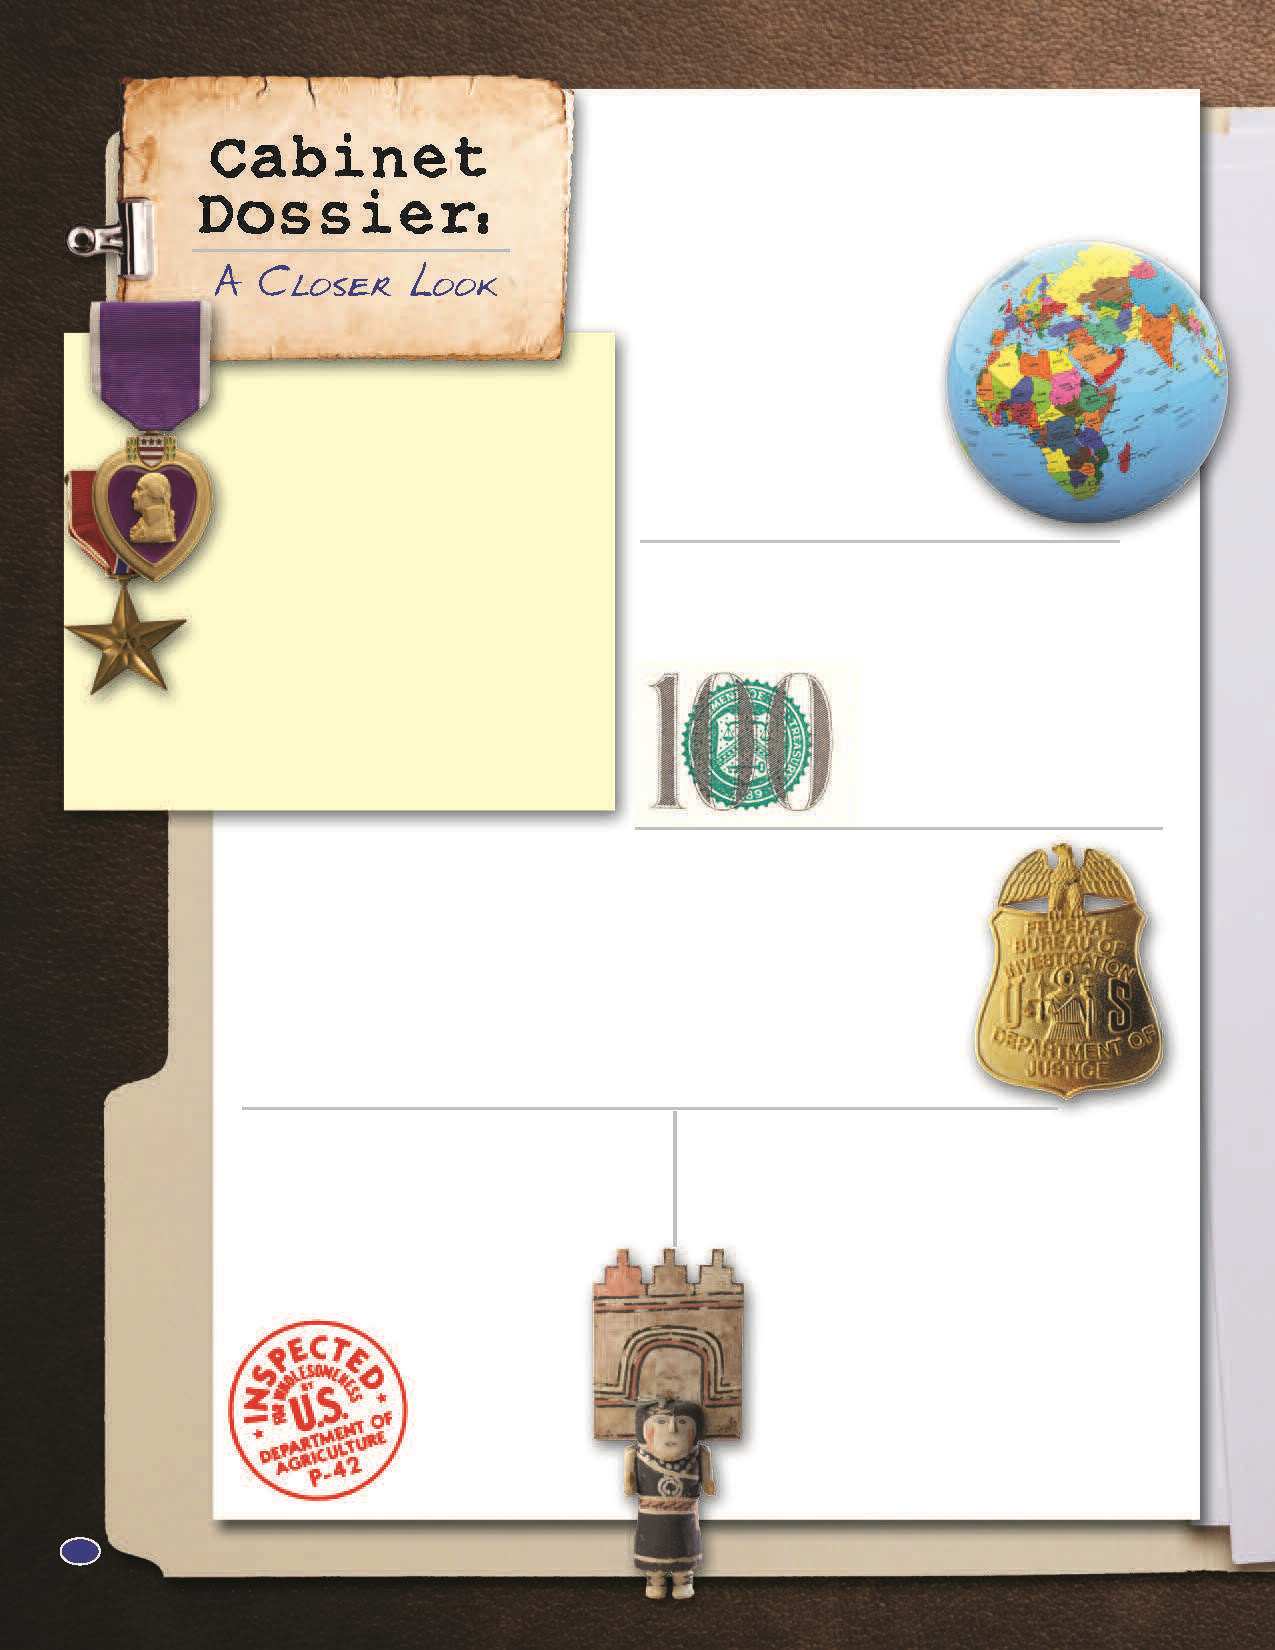 Cabinet
Dossier:
A CLOSER LOOK
100
TREASURY
FEDERAL
BUREAU OF
INVESTIGATION
U S
DEPARTMENT OF
JUSTICE
INSPECTED
FOR WHOLESOMENESS
BY
U.S.
DEPARTMENT OF
AGRICULTURE
P-42